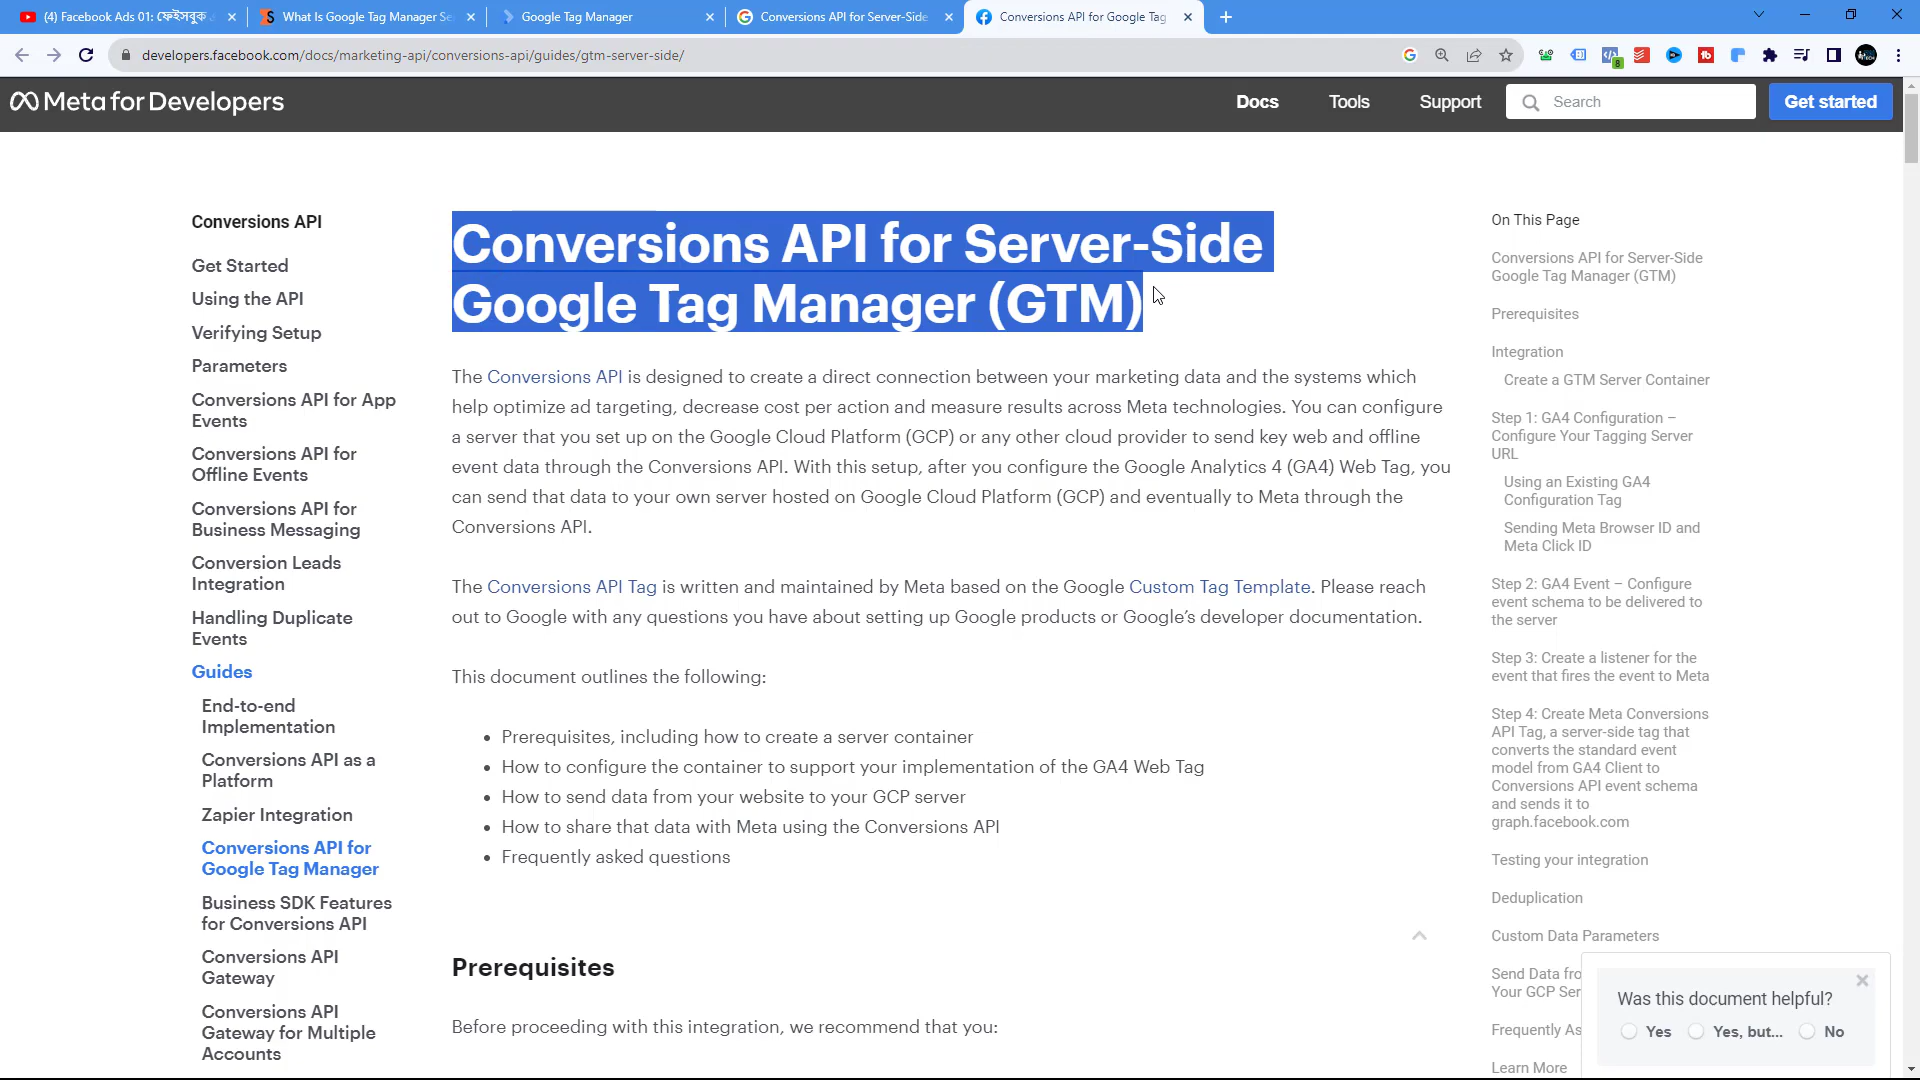 (4) Facebook Ads 01: ফেইসবুক
What Is Google Tag Manager Se
Google Tag Manager
Conversions API for Server-Side
Conversions API for Google Tag
developers.facebook.com/docs/marketing-api/conversions-api/guides/gtm-server-side/
8
Meta for Developers
Docs
Tools
Support
Search
Get started
Conversions API
Get Started
Using the API
Verifying Setup
Parameters
Conversions API for App
Events
Conversions API for
Offline Events
Conversions API for
Business Messaging
Conversion Leads
Integration
Handling Duplicate
Events
Guides
End-to-end
Implementation
Conversions API as a
Platform
Zapier Integration
Conversions API for
Google Tag Manager
Business SDK Features
for Conversions API
Conversions API
Gateway
Conversions API
Gateway for Multiple
Accounts
Conversions API for Server-Side
Google Tag Manager (GTM)
The Conversions API is designed to create a direct connection between your marketing data and the systems which
help optimize ad targeting, decrease cost per action and measure results across Meta technologies. You can configure
a server that you set up on the Google Cloud Platform (GCP) or any other cloud provider to send key web and offline
event data through the Conversions API. With this setup, after you configure the Google Analytics 4 (GA4) Web Tag, you
can send that data to your own server hosted on Google Cloud Platform (GCP) and eventually to Meta through the
Conversions API.
The Conversions API Tag is written and maintained by Meta based on the Google Custom Tag Template. Please reach
out to Google with any questions you have about setting up Google products or Google’s developer documentation.
This document outlines the following:
• Prerequisites, including how to create a server container
• How to configure the container to support your implementation of the GA4 Web Tag
• How to send data from your website to your GCP server
• How to share that data with Meta using the Conversions API
• Frequently asked questions
Prerequisites
Before proceeding with this integration, we recommend that you:
On This Page
Conversions API for Server-Side
Google Tag Manager (GTM)
Prerequisites
Integration
Create a GTM Server Container
Step 1: GA4 Configuration –
Configure Your Tagging Server
URL
Using an Existing GA4
Configuration Tag
Sending Meta Browser ID and
Meta Click ID
Step 2: GA4 Event – Configure
event schema to be delivered to
the server
Step 3: Create a listener for the
event that fires the event to Meta
Step 4: Create Meta Conversions
API Tag, a server-side tag that
converts the standard event
model from GA4 Client to
Conversions API event schema
and sends it to
graph.facebook.com
Testing your integration
Deduplication
Custom Data Parameters
Send Data fro
Your GCP Ser
Frequently As
Learn More
Was this document helpful?
Yes
Yes, but...
No